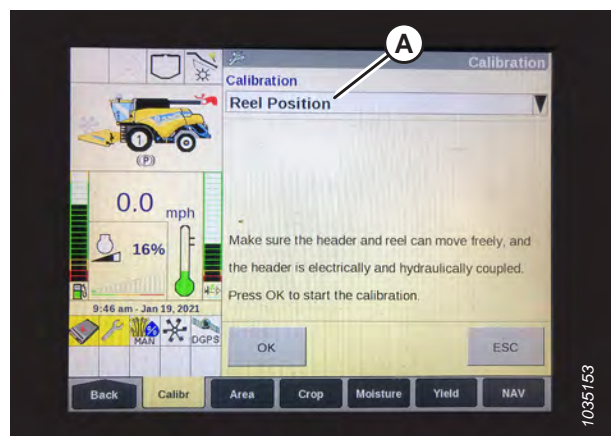 A
Calibration
Calibration
Reel Position
1
(P)
0.0 mph
16%
Make sure the header and reel can move freely, and
the header is electrically and hydraulically coupled.
Press OK to start the calibration.
9:46 am - Jan 19, 2021
MAN
DGPS
OK
ESC
Back
Calibr
Area
Crop
Moisture
Yield
NAV
1035153